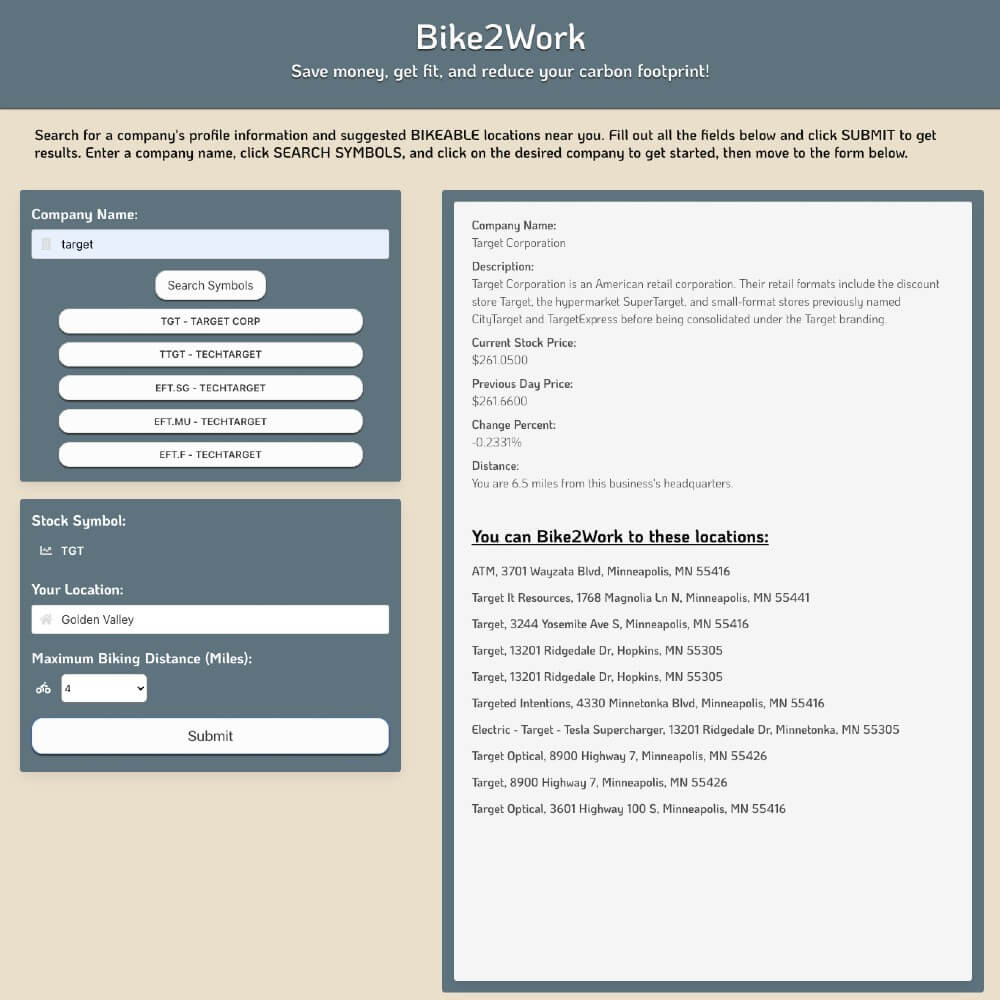 Bike2Work
Save money, get fit, and reduce your carbon footprint!
Search for a company's profile information and suggested BIKEABLE locations near you. Fill out all the fields below and click SUBMIT to get
results. Enter a company name, click SEARCH SYMBOLS, and click on the desired company to get started, then move to the form below.
Company Name:
target
Search Symbols
TGT - TARGET CORP
TTGT - TECHTARGET
EFT.SG - TECHTARGET
EFT.MU - TECHTARGET
EFT.F - TECHTARGET
Stock Symbol:
TGT
Your Location:
Golden Valley
Maximum Biking Distance (Miles):
4
Submit
Company Name:
Target Corporation
Description:
Target Corporation is an American retail corporation. Their retail formats include the discount
store Target, the hypermarket SuperTarget, and small-format stores previously named
CityTarget and TargetExpress before being consolidated under the Target branding.
Current Stock Price:
$261.0500
Previous Day Price:
$261.6600
Change Percent:
-0.2331%
Distance:
You are 6.5 miles from this business's headquarters.
You can Bike2Work to these locations:
ATM, 3701 Wayzata Blvd, Minneapolis, MN 55416
Target It Resources, 1768 Magnolia Ln N, Minneapolis, MN 55441
Target, 3244 Yosemite Ave S, Minneapolis, MN 55416
Target, 13201 Ridgedale Dr, Hopkins, MN 55305
Target, 13201 Ridgedale Dr, Hopkins, MN 55305
Targeted Intentions, 4330 Minnetonka Blvd, Minneapolis, MN 55416
Electric - Target - Tesla Supercharger, 13201 Ridgedale Dr, Minnetonka, MN 55305
Target Optical, 8900 Highway 7, Minneapolis, MN 55426
Target, 8900 Highway 7, Minneapolis, MN 55426
Target Optical, 3601 Highway 100 S, Minneapolis, MN 55416